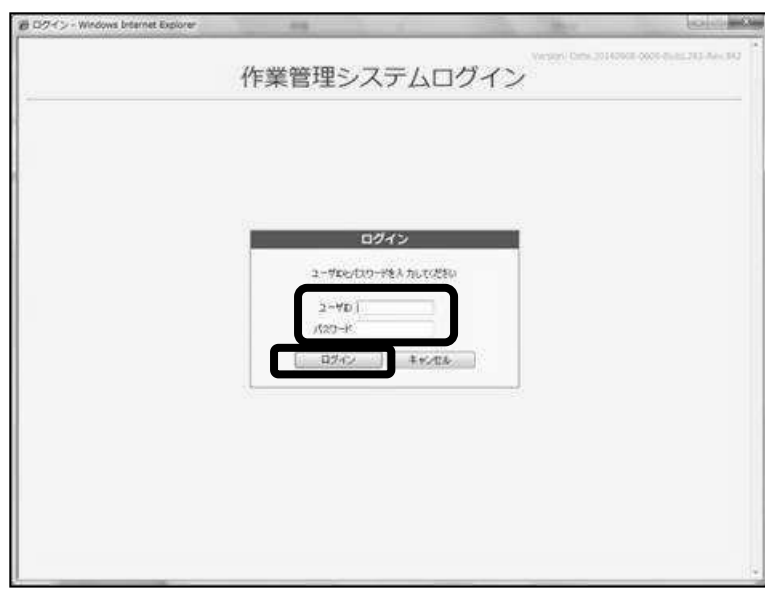 ログイン - Windows Internet Explorer
作業管理システムログイン
ログイン
ユーザIDとパスワードを入力してください
ユーザID
パスワード
ログイン
キャンセル